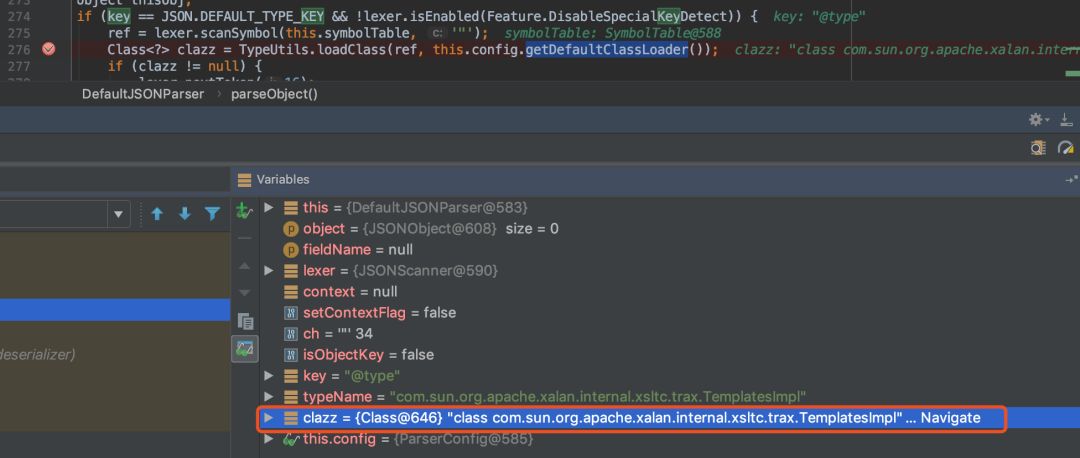 273
Object thisObj;
274 if (key == JSON.DEFAULT_TYPE_KEY && !lexer.isEnabled(Feature.DisableSpecialKeyDetect)) { key: "@type"
275 ref = lexer.scanSymbol(this.symbolTable, '"'); symbolTable: SymbolTable@588
276 Class<?> clazz = TypeUtils.loadClass(ref, this.config.getDefaultClassLoader()); clazz: "class com.sun.org.apache.xalan.intern
277 if (clazz != null) {
lexer.nextToken( 16);
DefaultJSONParser › parseObject()
Variables
this = {DefaultJSONParser@583}
object = {JSONObject@608} size = 0
fieldName = null
lexer = {JSONScanner@590}
context = null
setContextFlag = false
ch = '"' 34
isObjectKey = false
key = "@type"
typeName = "com.sun.org.apache.xalan.internal.xsltc.trax.TemplatesImpl"
deserializer)
clazz = {Class@646} "class com.sun.org.apache.xalan.internal.xsltc.trax.TemplatesImpl" ... Navigate
this.config = {ParserConfig@585}